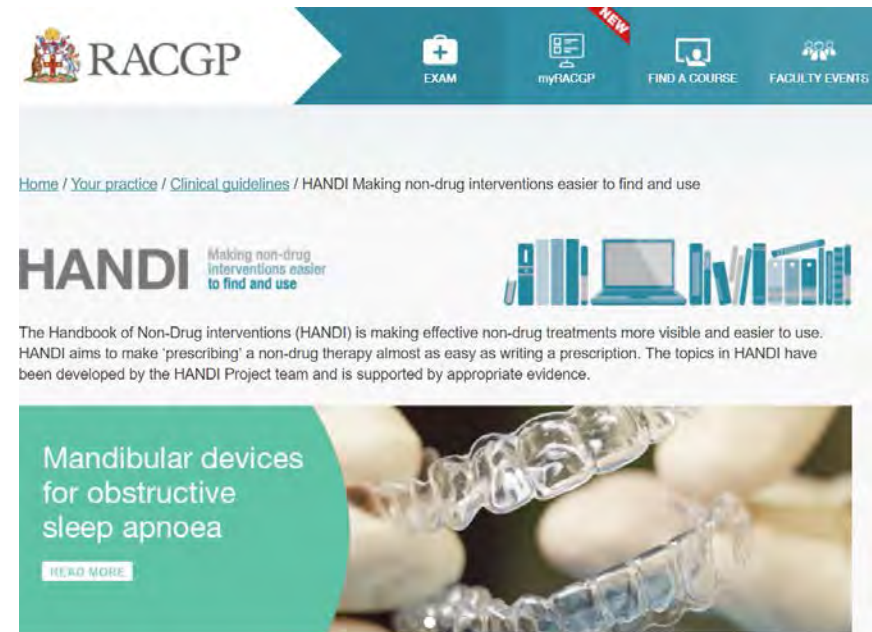 RACGP
EXAM
myRACGP
NEW
FIND A COURSE
FACULTY EVENTS
Home / Your practice / Clinical guidelines / HANDI Making non-drug interventions easier to find and use
HANDI
Making non-drug
interventions easier
to find and use
The Handbook of Non-Drug interventions (HANDI) is making effective non-drug treatments more visible and easier to use.
HANDI aims to make ‘prescribing’ a non-drug therapy almost as easy as writing a prescription. The topics in HANDI have
been developed by the HANDI Project team and is supported by appropriate evidence.
Mandibular devices
for obstructive
sleep apnoea
READ MORE